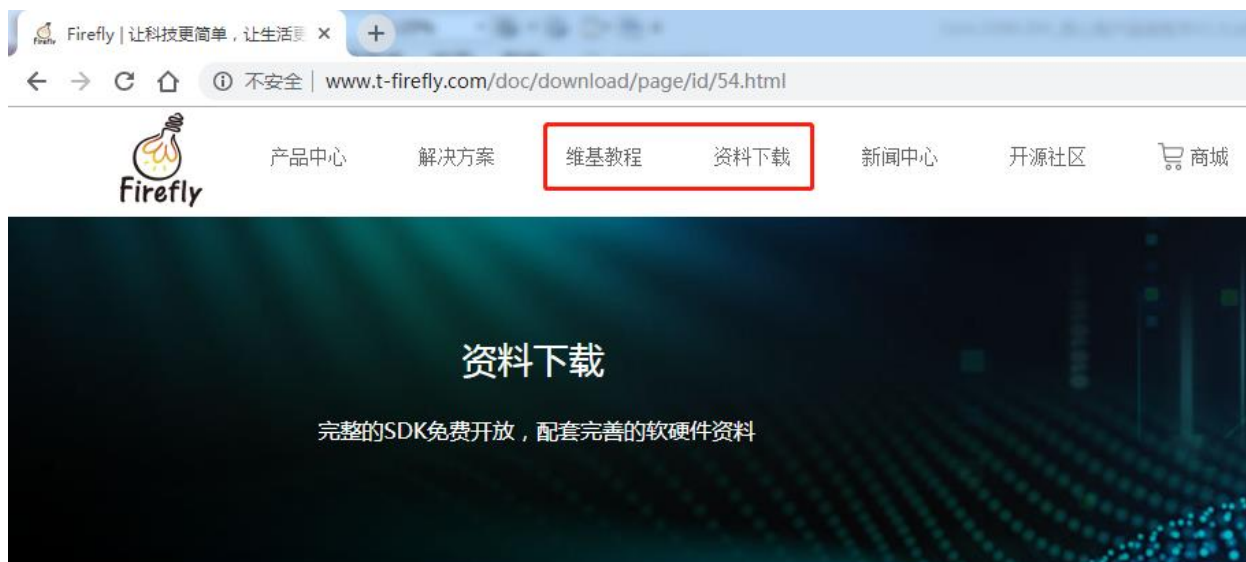 Firefly | 让科技更简单，让生活更
不安全 | www.t-firefly.com/doc/download/page/id/54.html
Firefly 产品中心 解决方案 维基教程 资料下载 新闻中心 开源社区 商城
资料下载
完整的SDK免费开放，配套完善的软硬件资料